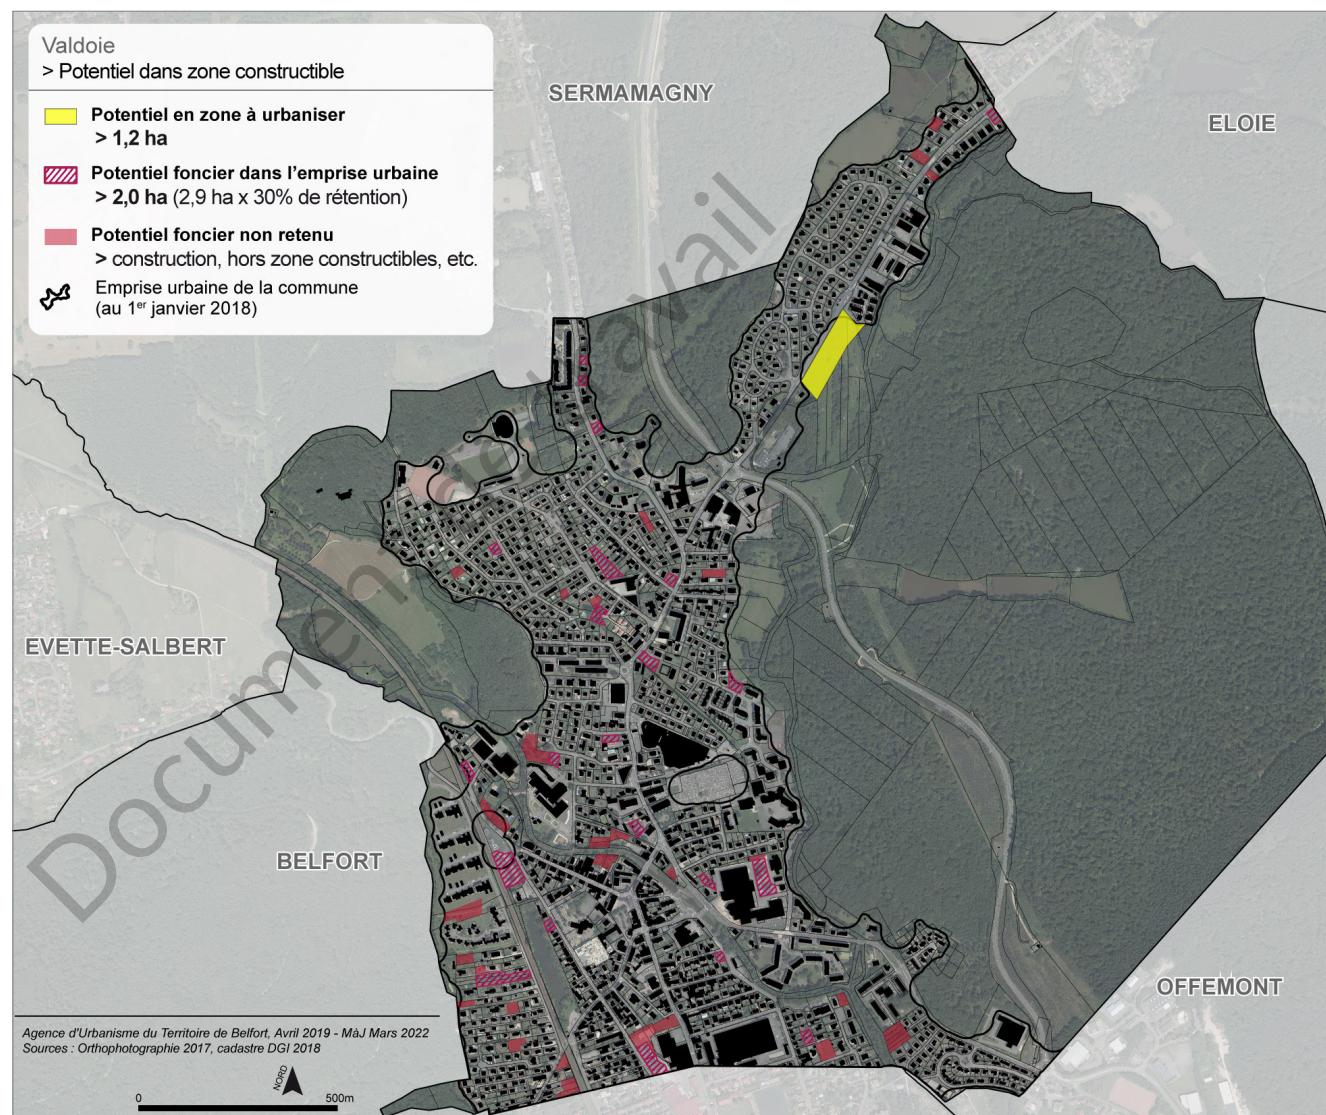 Valdoie
> Potentiel dans zone constructible
Potentiel en zone à urbaniser
> 1,2 ha
Potentiel foncier dans l'emprise urbaine
> 2,0 ha (2,9 ha x 30% de rétention)
Potentiel foncier non retenu
> construction, hors zone constructibles, etc.
Emprise urbaine de la commune
(au 1er janvier 2018)
SERMAMAGNY
ELOIE
EVETTE-SALBERT
BELFORT
OFFEMONT
Document de travail
Agence d'Urbanisme du Territoire de Belfort, Avril 2019 - MàJ Mars 2022
Sources : Orthophotographie 2017, cadastre DGI 2018
NORD
0 500m